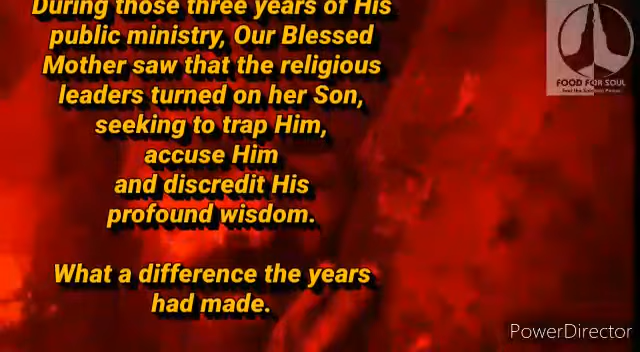 During those three years of His
public ministry, Our Blessed
Mother saw that the religious
leaders turned on her Son,
seeking to trap Him,
accuse Him
and discredit His
profound wisdom.
What a difference the years
had made.
FOOD FOR SOUL
PowerDirector